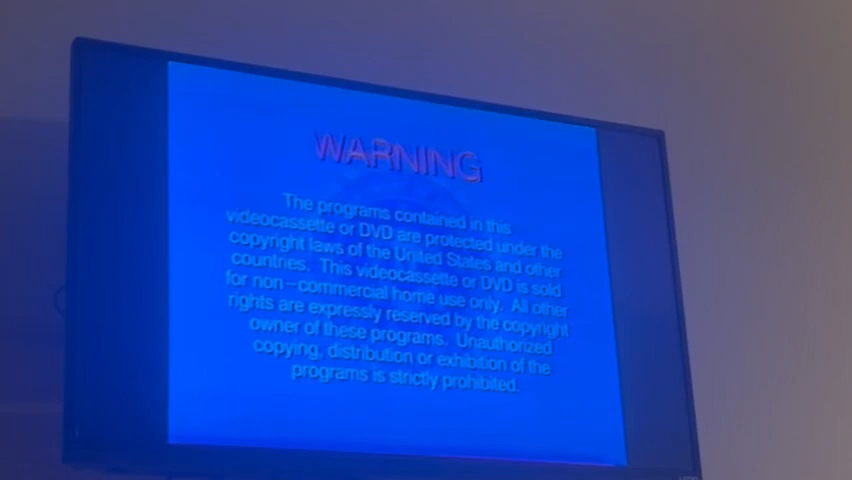 WARNING
The programs contained in this
videocassette or DVD are protected under the
copyright laws of the United States and other
countries. This videocassette or DVD is sold
for non-commercial home use only. All other
rights are expressly reserved by the copyright
owner of these programs. Unauthorized
copying, distribution or exhibition of the
programs is strictly prohibited.